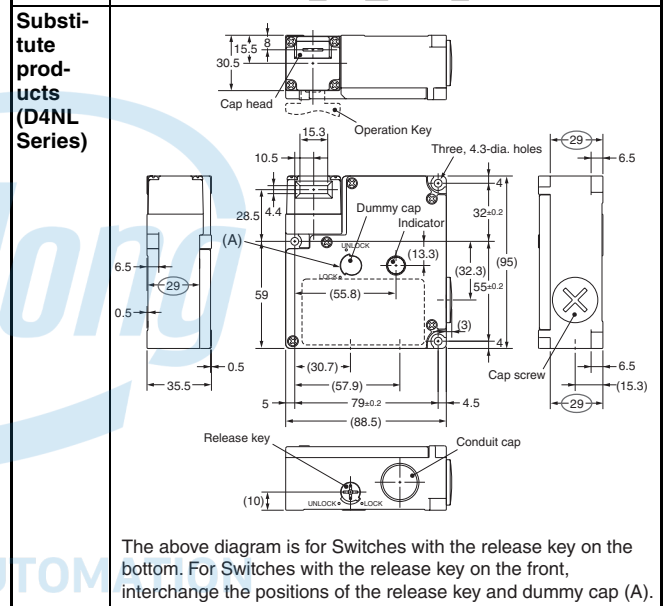 Substi-
tute
prod-
ucts
(D4NL
Series)
8
15.5
30.5
Cap head
Operation Key
15.3
10.5
Three, 4.3-dia. holes
29
6.5
4
4.4
28.5
Dummy cap
Indicator
32±0.2
(A)
UNLOCK
LOCK
(13.3)
(32.3)
(95)
6.5
29
(55.8)
55±0.2
59
0.5
(3)
4
0.5
35.5
(30.7)
(57.9)
5
79±0.2
4.5
(88.5)
Cap screw
6.5
(15.3)
29
Release key
Conduit cap
(10)
UNLOCK
LOCK
The above diagram is for Switches with the release key on the
bottom. For Switches with the release key on the front,
interchange the positions of the release key and dummy cap (A).
UTOMATION